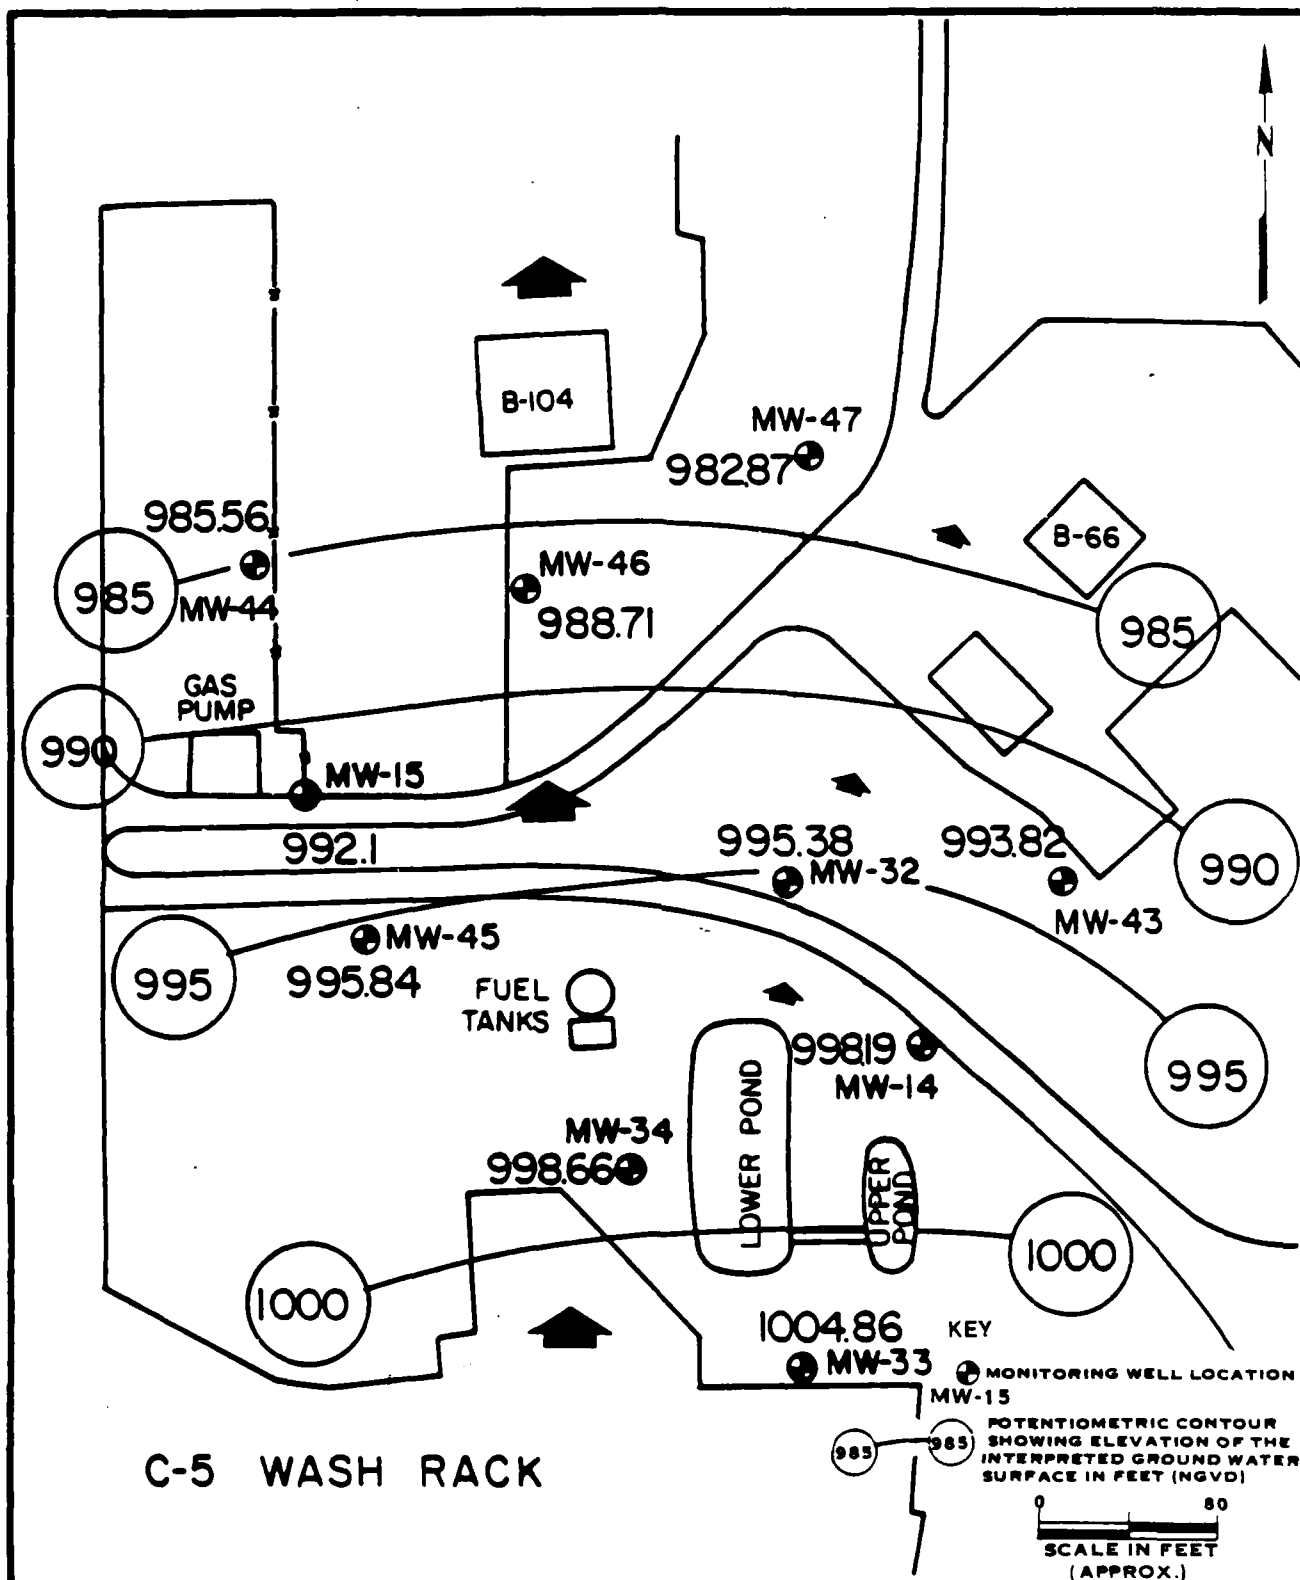 N
B-104
MW-47
982.87
985.56
B-66
MW-46
985
MW-44
988.71
985
GAS
PUMP
990
MW-15
992.1
995.38
993.82
MW-32
990
MW-43
MW-45
995
995.84
FUEL
TANKS
998.19
MW-14
995
LOWER POND
MW-34
998.66
UPPER
POND
1000
1000
1004.86
KEY
MW-33
MONITORING WELL LOCATION
MW-15
POTENTIOMETRIC CONTOUR
985 985 SHOWING ELEVATION OF THE
INTERPRETED GROUND WATER
SURFACE IN FEET (NGVD)
C-5 WASH RACK
0 80
SCALE IN FEET
(APPROX.)